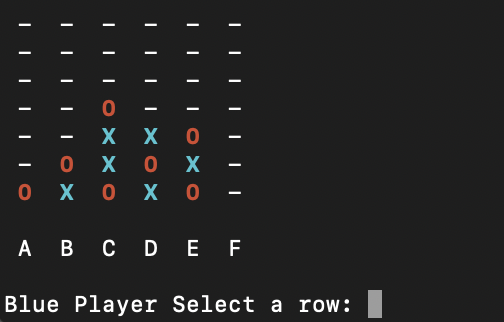 – – – – – –
– – – – – –
– – – – – –
– – O – – –
– – X X O –
– O X O X –
O X O X O –
A B C D E F
Blue Player Select a row: